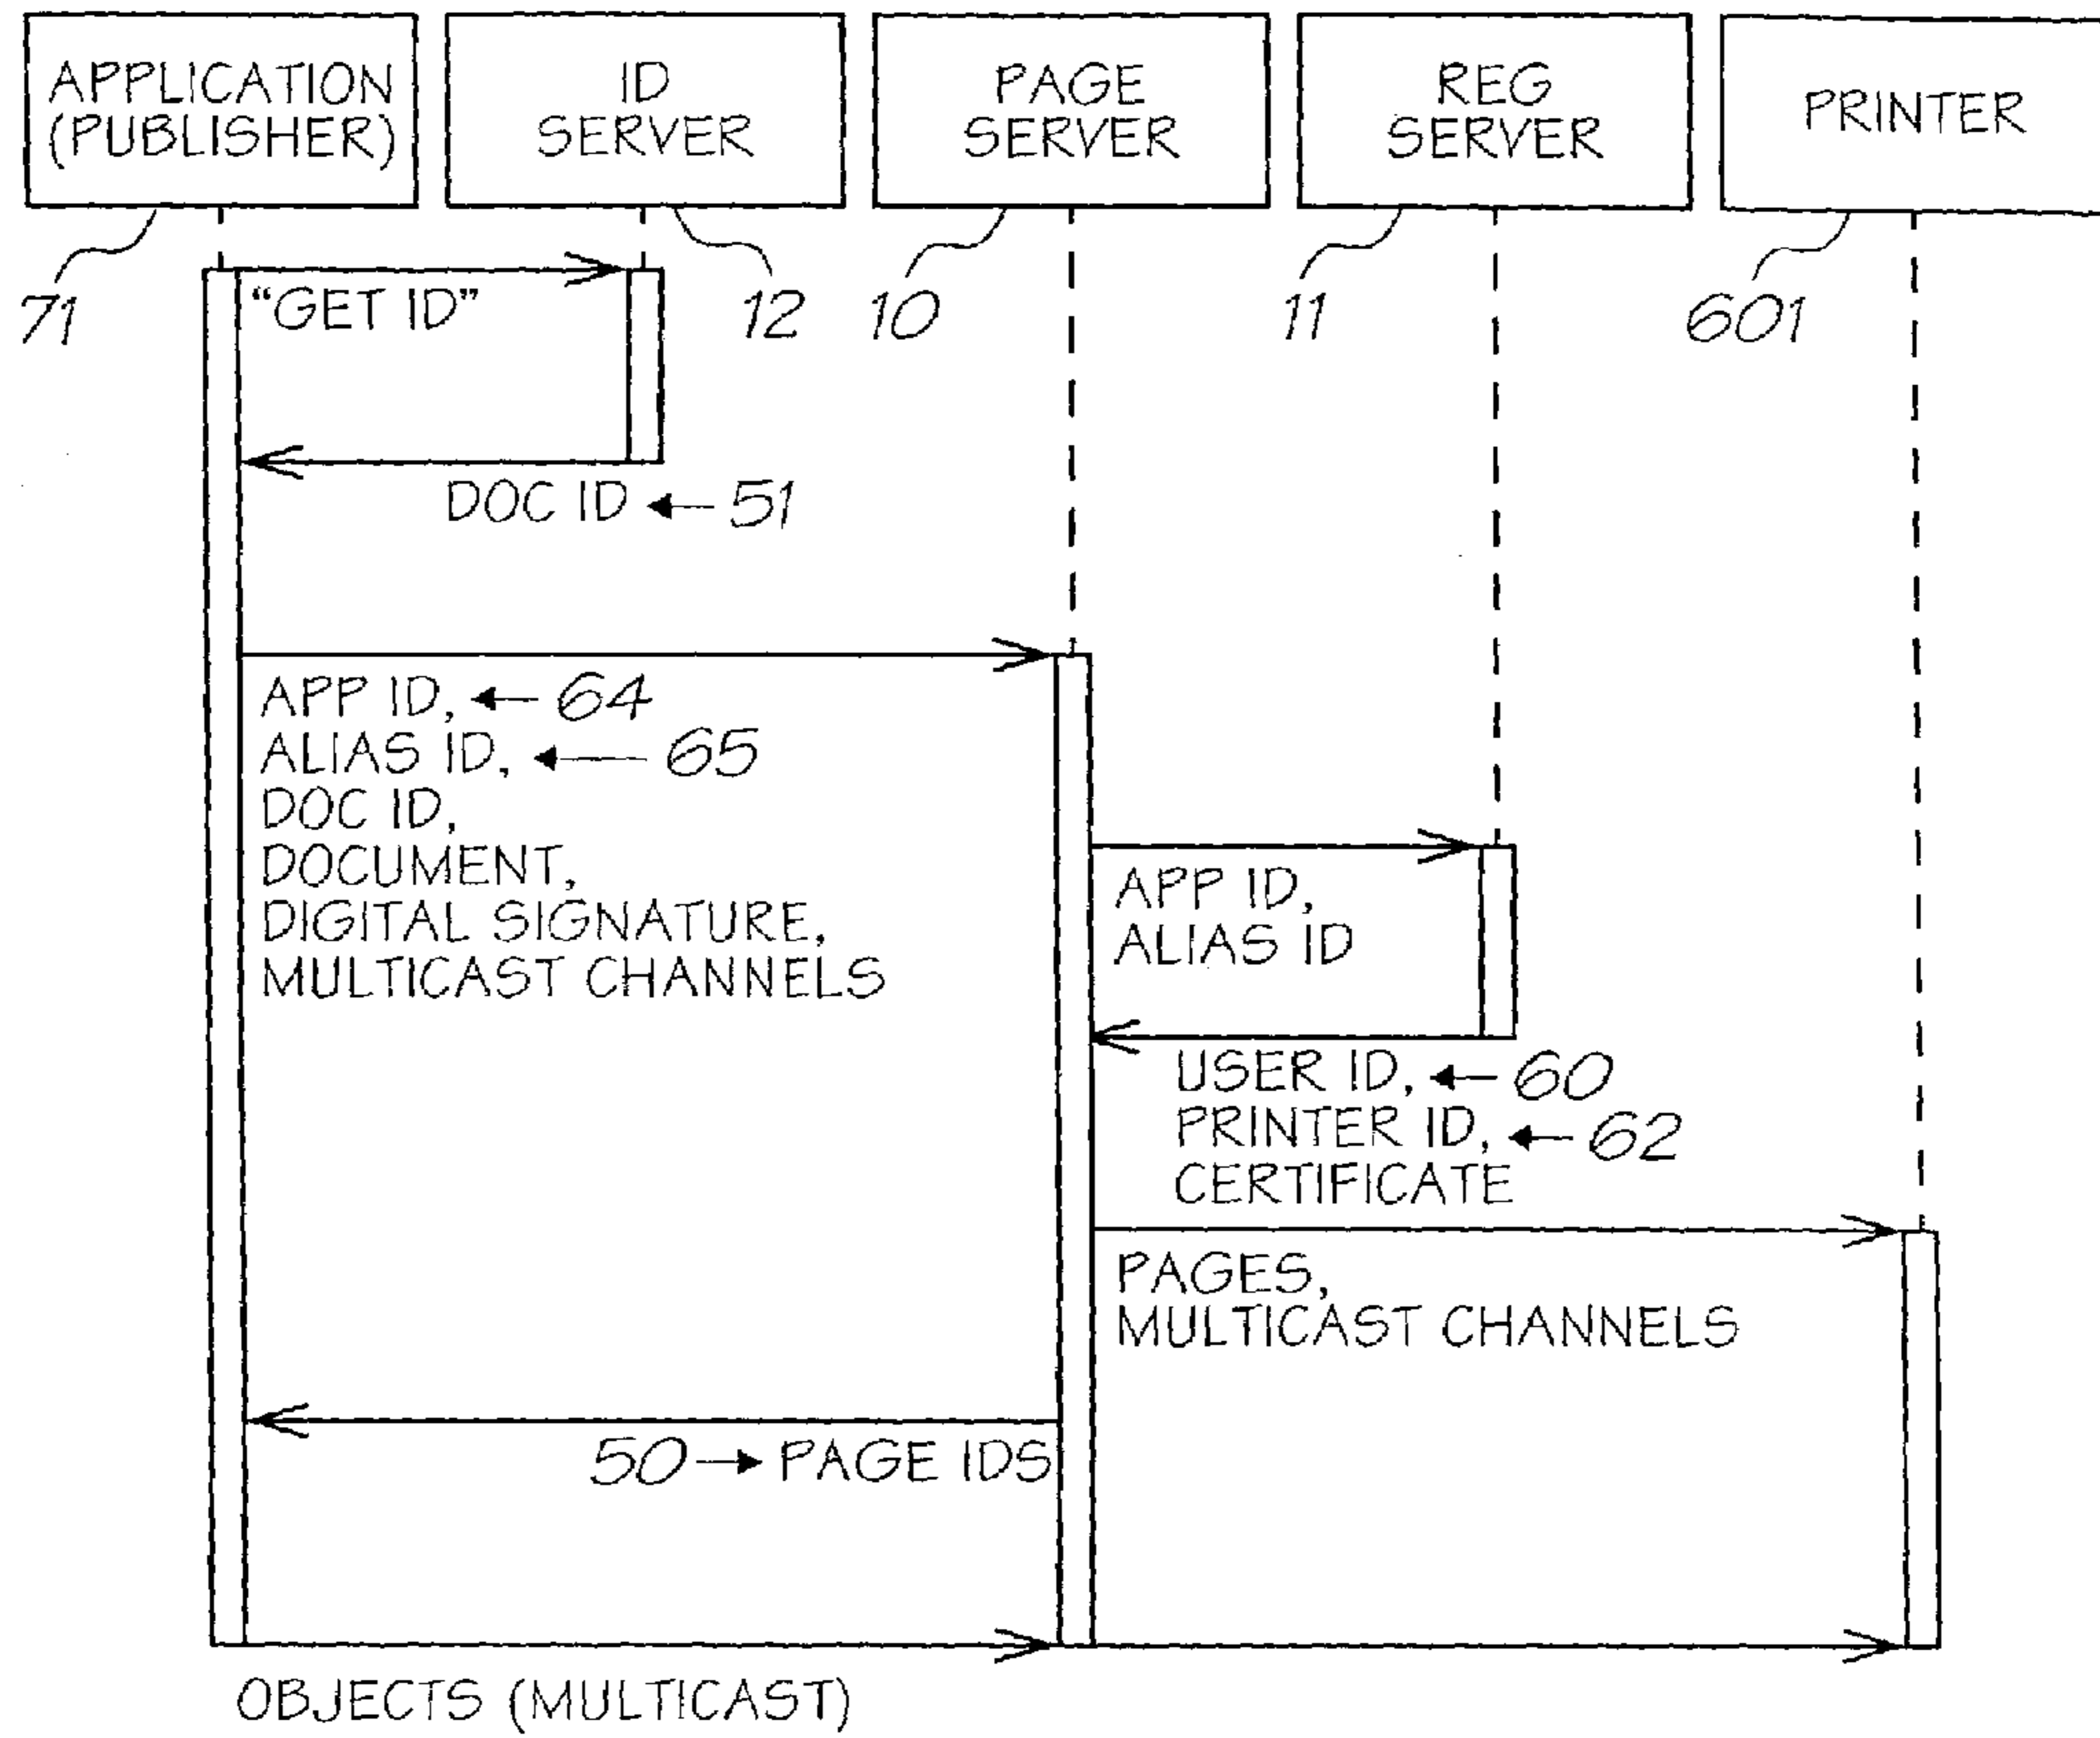 APPLICATION
(PUBLISHER)
ID
SERVER
PAGE
SERVER
REG
SERVER
PRINTER
71
12
10
11
601
"GET ID"
DOC ID 51
APP ID, 64
ALIAS ID, 65
DOC ID,
DOCUMENT,
DIGITAL SIGNATURE,
MULTICAST CHANNELS
APP ID,
ALIAS ID
USER ID, 60
PRINTER ID, 62
CERTIFICATE
PAGES,
MULTICAST CHANNELS
50 PAGE IDS
OBJECTS (MULTICAST)